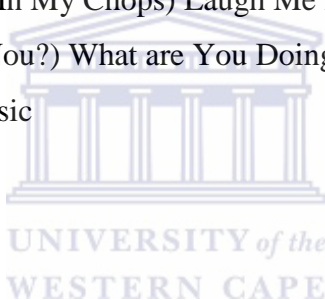 In My Chops) Laugh Me
You?) What are You Doing
sic
UNIVERSITY of the
WESTERN CAPE